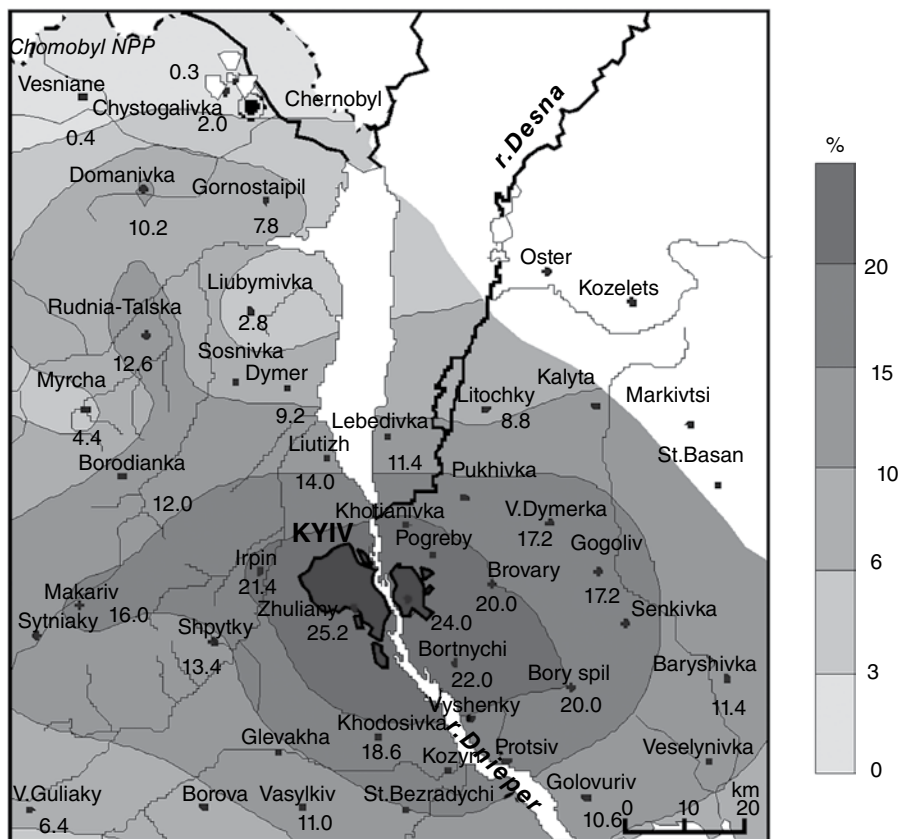 Chornobyl NPP
0.3
Vesniane
Chystogalivka
Chernobyl
2.0
0.4
r.Desna
%
Domanivka
Gornostaipil
10.2
7.8
Oster
20
Liubymivka
Kozelets
Rudnia-Talska
2.8
Sosnivka
12.6
Dymer
15
Myrcha
Kalyta
Litochky
Markivtsi
9.2
Lebedivka
8.8
4.4
Liutizh
Borodianka
11.4
Pukhivka
St.Basan
10
14.0
12.0
Khotianivka
V.Dymerka
KYIV
Pogreby
17.2
Gogoliv
6
Irpin
21.4
Brovary
Makariv
16.0
Zhuliany
20.0
17.2
Senkivka
Sytniaky
Shpytky
25.2
24.0
13.4
Bortnychi
22.0
Bory spil
Baryshivka
3
20.0
11.4
Vyshenky
Khodosivka
r.Dnieper
Glevakha
18.6
Kozyn
Protsiv
Veselynivka
0
V.Guliaky
Borova
Vasylkiv
St.Bezradychi
Golovuriv
km
6.4
11.0
10.6
0 10 20